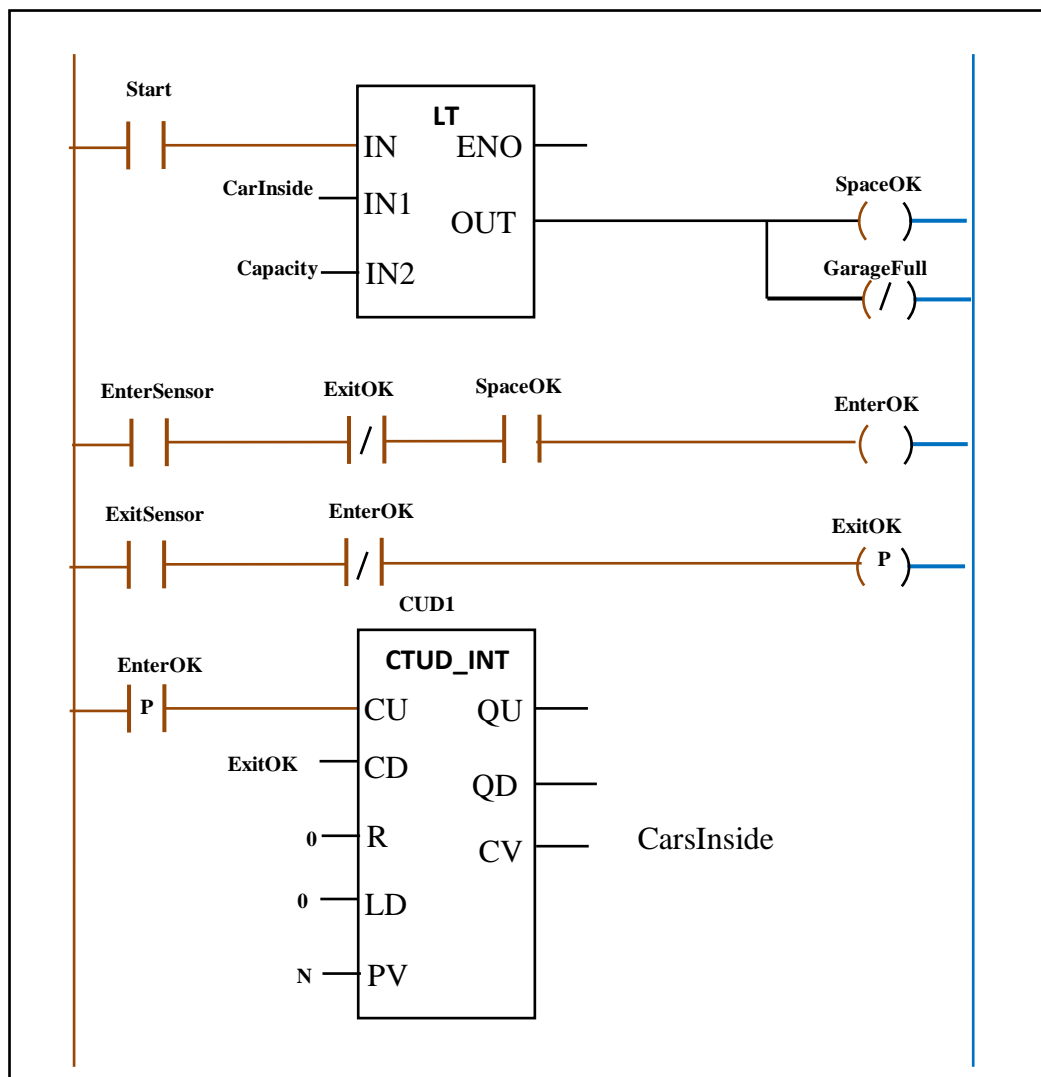 Start
LT
IN ENO
CarInside
IN1
OUT
SpaceOK
Capacity
IN2
GarageFull
/
EnterSensor ExitOK SpaceOK EnterOK
/
ExitSensor EnterOK ExitOK
/ P
CUD1
CTUD_INT
EnterOK
P
CU QU
ExitOK CD
QD
0 R
CV CarsInside
0 LD
N PV